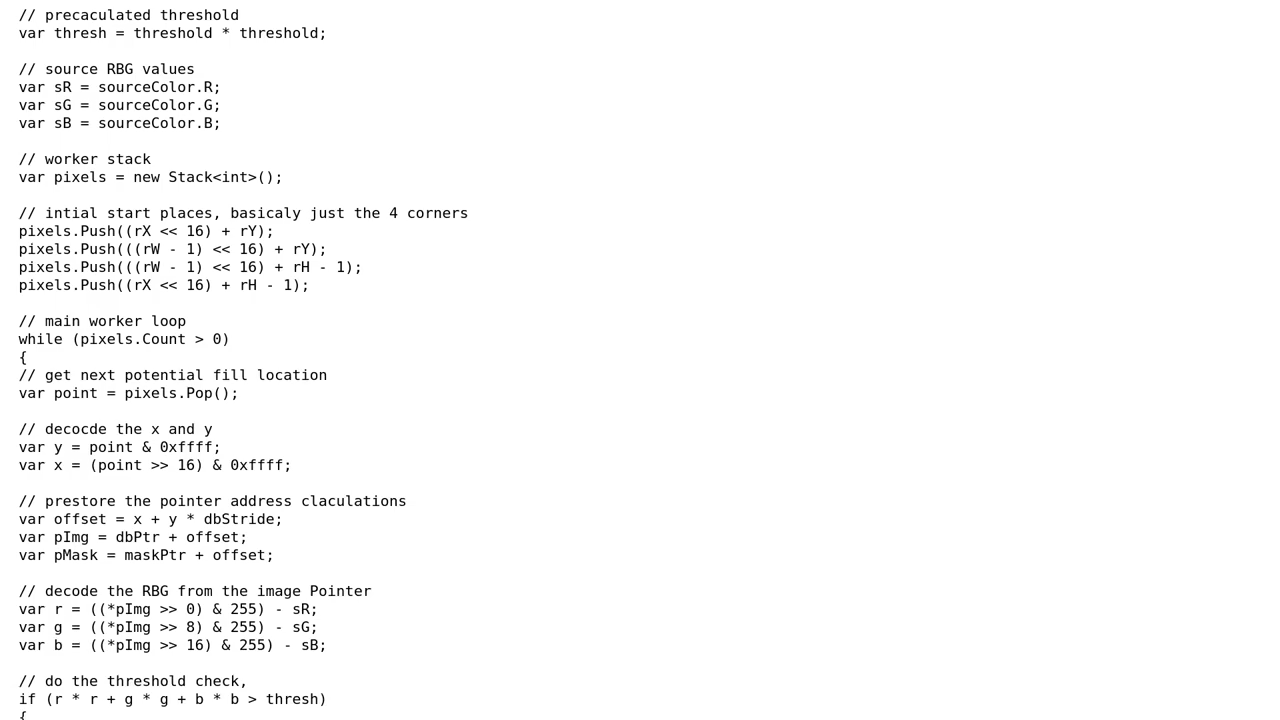 // precaculated threshold
var thresh = threshold * threshold;
// source RBG values
var sR = sourceColor.R;
var sG = sourceColor.G;
var sB = sourceColor.B;
// worker stack
var pixels = new Stack<int>();
// intial start places, basicaly just the 4 corners
pixels.Push((rX << 16) + rY);
pixels.Push(((rW - 1) << 16) + rY);
pixels.Push(((rW - 1) << 16) + rH - 1);
pixels.Push((rX << 16) + rH - 1);
// main worker loop
while (pixels.Count > 0)
{
// get next potential fill location
var point = pixels.Pop();
// decocde the x and y
var y = point & 0xffff;
var x = (point >> 16) & 0xffff;
// prestore the pointer address claculations
var offset = x + y * dbStride;
var pImg = dbPtr + offset;
var pMask = maskPtr + offset;
// decode the RBG from the image Pointer
var r = ((*pImg >> 0) & 255) - sR;
var g = ((*pImg >> 8) & 255) - sG;
var b = ((*pImg >> 16) & 255) - sB;
// do the threshold check,
if (r * r + g * g + b * b > thresh)
{